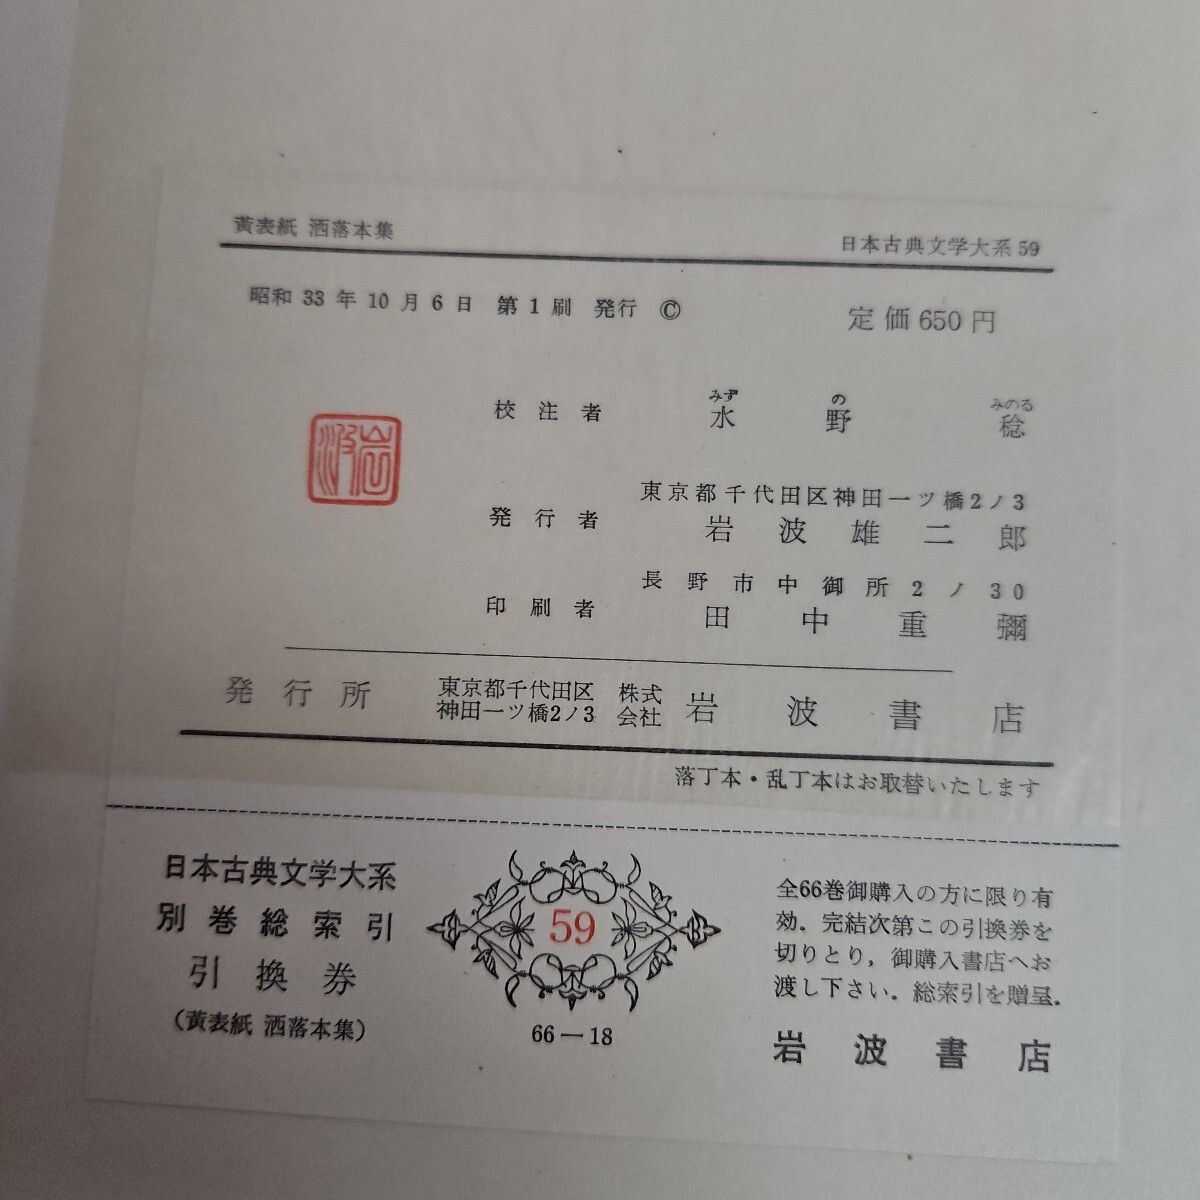 黃表紙 洒落本集
日本古典文学大系59
昭和 33 年 10 月 6 日 第 1 刷 発行 ©
定価 650 円
校注者 水野稔
みず の みのる
東京都千代田区神田一ツ橋2ノ3
発行者 岩波雄二郎
長野市中御所2ノ30
印刷者 田中重彌
発行所 東京都千代田区神田一ツ橋2ノ3 株式会社 岩波書店
落丁本・乱丁本はお取替いたします
日本古典文学大系
別巻総索引
引換券
(黃表紙 洒落本集)
59
66—18
全66巻御購入の方に限り有
効．完結次第この引換券を
切りとり，御購入書店へお
渡し下さい．総索引を贈呈．
岩波書店
岩波